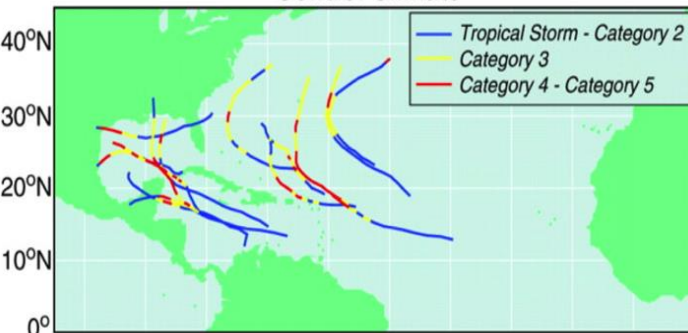 Tropical Storm - Category 2
Category 3
Category 4 - Category 5
40°N
30°N
20°N
10°N
0°